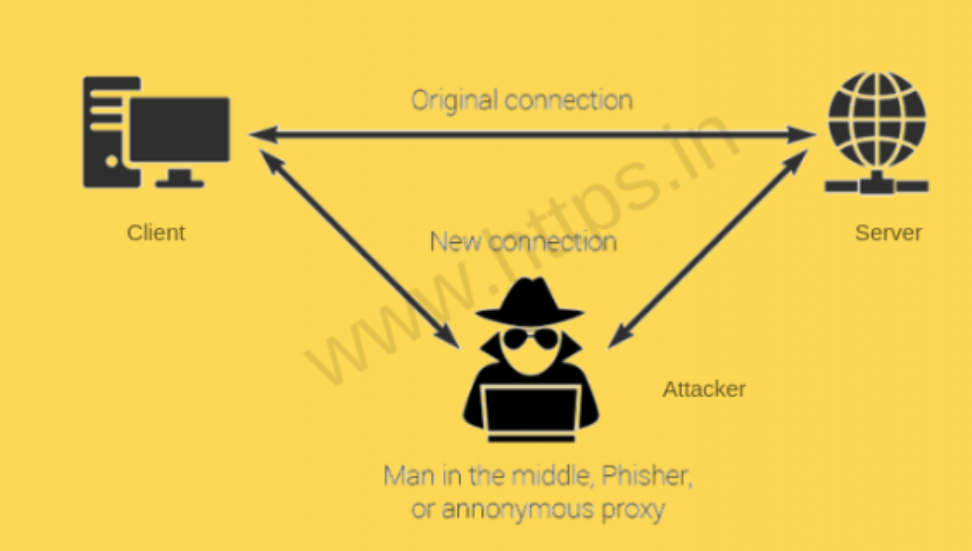 Original connection
Client
Server
New connection
www.https.in
Attacker
Man in the middle, Phisher,
or annonymous proxy